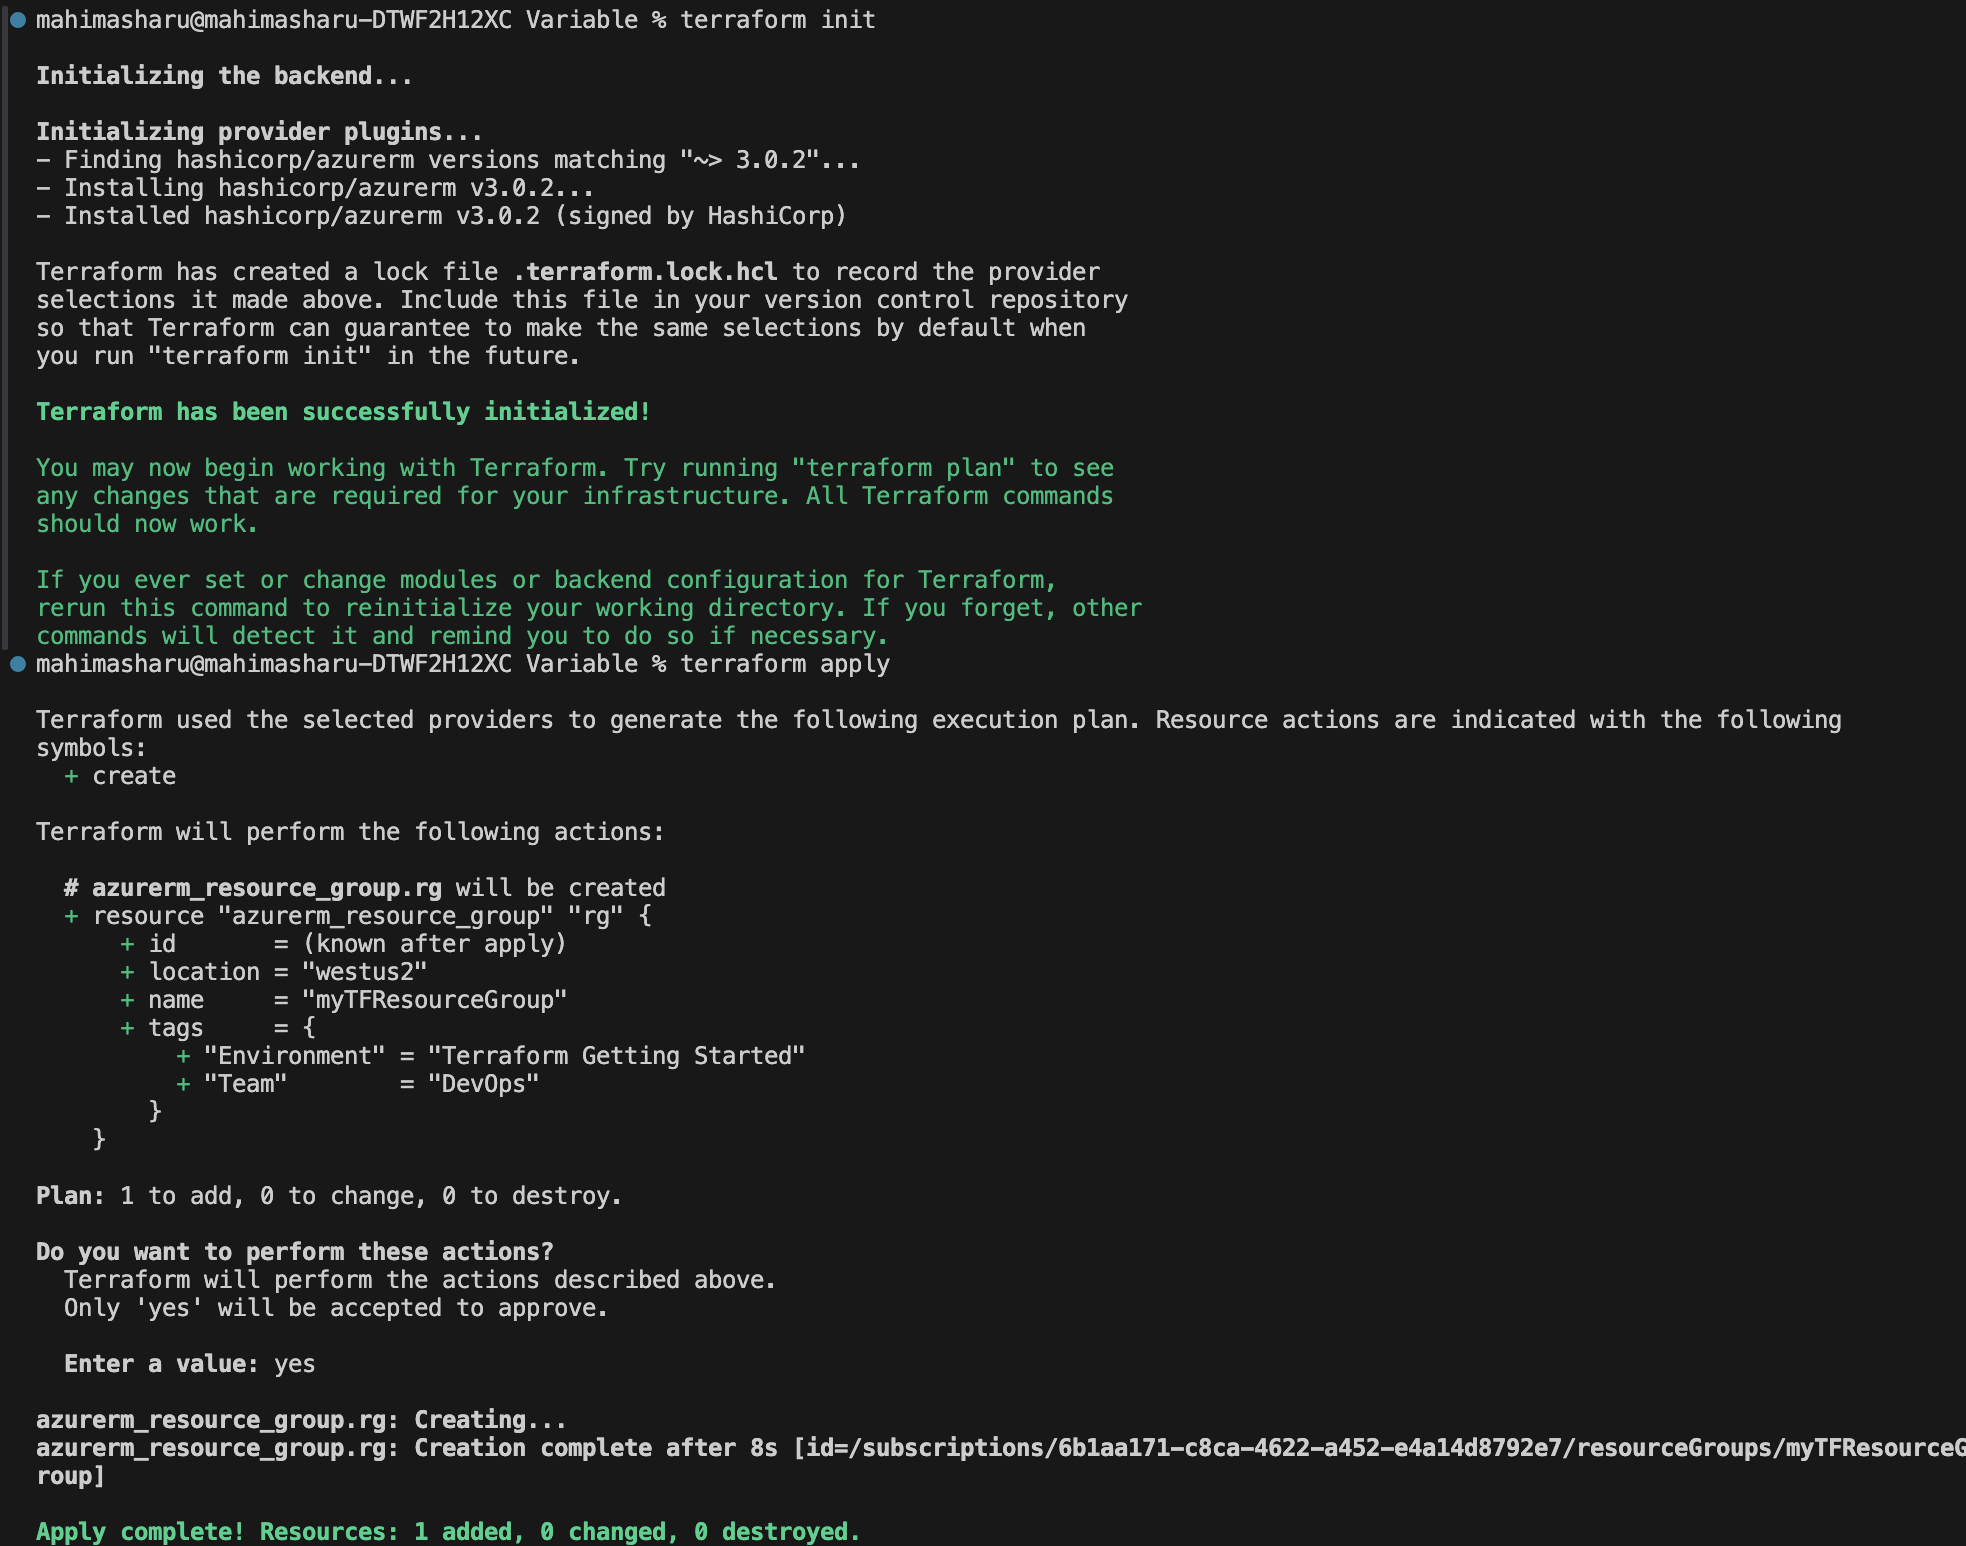 mahimasharu@mahimasharu-DTWF2H12XC Variable % terraform init
Initializing the backend...
Initializing provider plugins...
- Finding hashicorp/azurerm versions matching "~> 3.0.2"...
- Installing hashicorp/azurerm v3.0.2...
- Installed hashicorp/azurerm v3.0.2 (signed by HashiCorp)
Terraform has created a lock file .terraform.lock.hcl to record the provider
selections it made above. Include this file in your version control repository
so that Terraform can guarantee to make the same selections by default when
you run "terraform init" in the future.
Terraform has been successfully initialized!
You may now begin working with Terraform. Try running "terraform plan" to see
any changes that are required for your infrastructure. All Terraform commands
should now work.
If you ever set or change modules or backend configuration for Terraform,
rerun this command to reinitialize your working directory. If you forget, other
commands will detect it and remind you to do so if necessary.
mahimasharu@mahimasharu-DTWF2H12XC Variable % terraform apply
Terraform used the selected providers to generate the following execution plan. Resource actions are indicated with the following
symbols:
  + create
Terraform will perform the following actions:
  # azurerm_resource_group.rg will be created
  + resource "azurerm_resource_group" "rg" {
      + id       = (known after apply)
      + location = "westus2"
      + name     = "myTFResourceGroup"
      + tags     = {
          + "Environment" = "Terraform Getting Started"
          + "Team"        = "DevOps"
        }
    }
Plan: 1 to add, 0 to change, 0 to destroy.
Do you want to perform these actions?
  Terraform will perform the actions described above.
  Only 'yes' will be accepted to approve.
  Enter a value: yes
azurerm_resource_group.rg: Creating...
azurerm_resource_group.rg: Creation complete after 8s [id=/subscriptions/6b1aa171-c8ca-4622-a452-e4a14d8792e7/resourceGroups/myTFResourceG
roup]
Apply complete! Resources: 1 added, 0 changed, 0 destroyed.